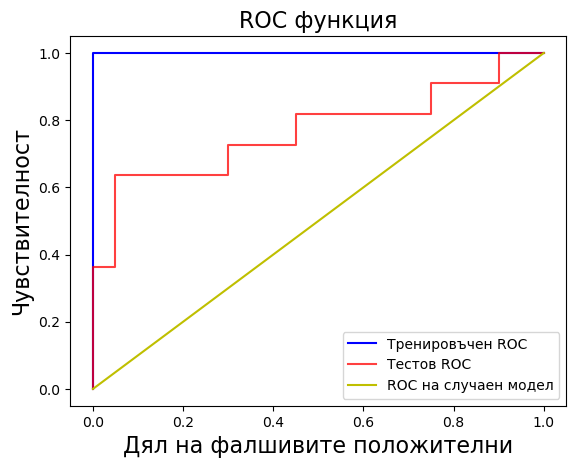 ROC функция
Чувствителност
1.0
0.8
0.6
0.4
0.2
0.0
Тренировъчен ROC
Тестов ROC
ROC на случаен модел
0.0 0.2 0.4 0.6 0.8 1.0
Дял на фалшивите положителни